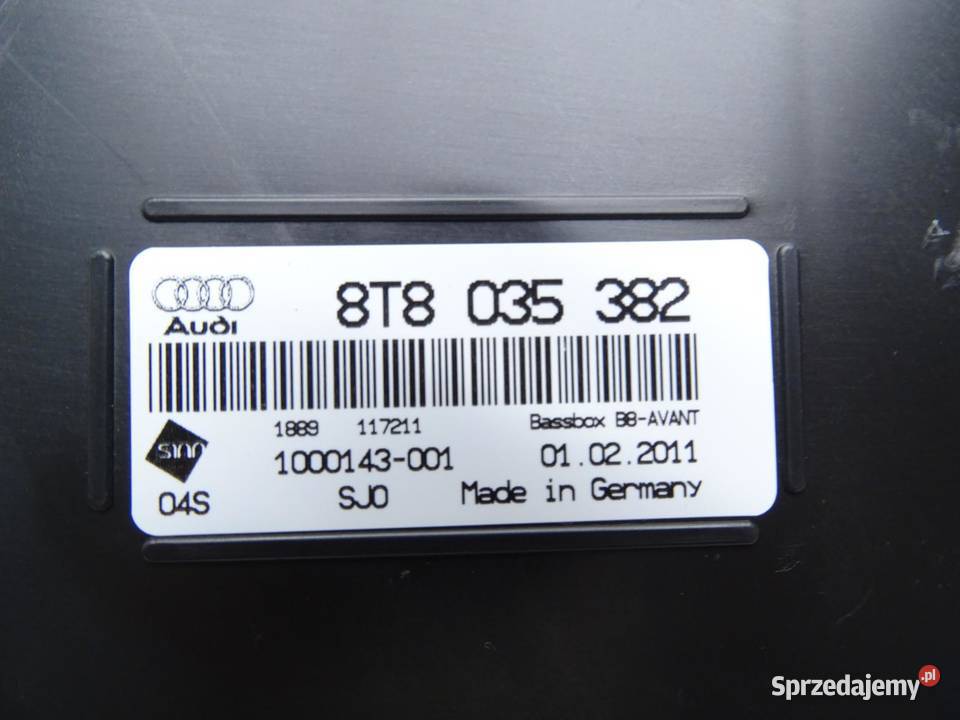 8T8 035 382
Audi
1889 117211 Bassbox B8-AVANT
1000143-001 01.02.2011
04S SJ0 Made in Germany
Sprzedajemy.pl